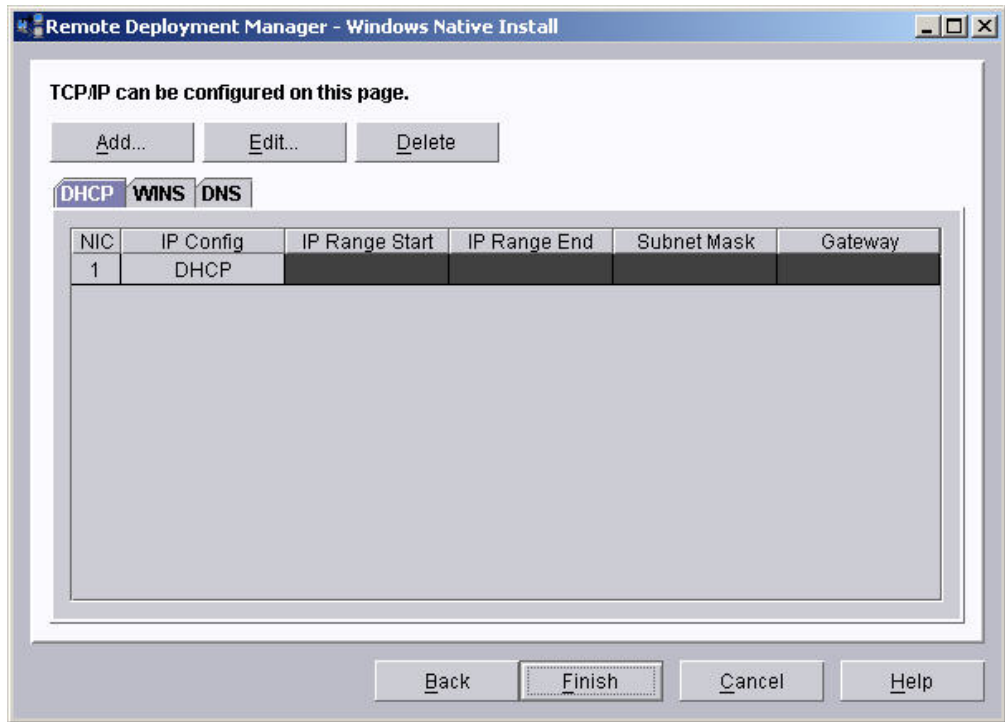 Remote Deployment Manager - Windows Native Install
TCP/IP can be configured on this page.
Add... Edit... Delete
DHCP WINS DNS
NIC IP Config IP Range Start IP Range End Subnet Mask Gateway
1 DHCP
Back Finish Cancel Help